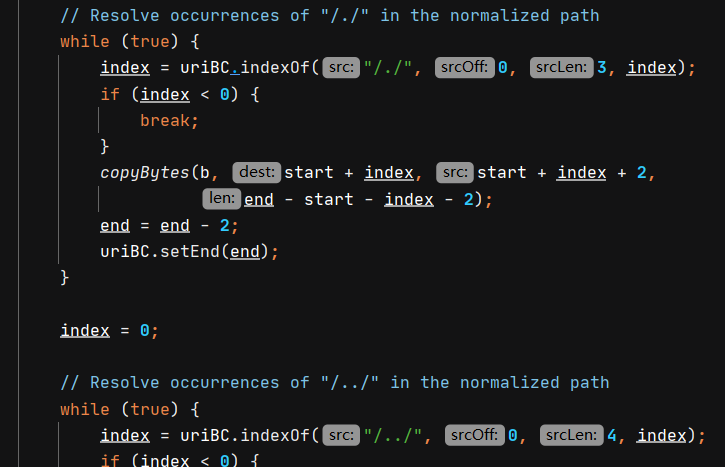 // Resolve occurrences of "/./" in the normalized path
while (true) {
index = uriBC.indexOf( src: "/./", srcOff: 0, srcLen: 3, index);
if (index < 0) {
break;
}
copyBytes(b, dest: start + index, src: start + index + 2,
len: end - start - index - 2);
end = end - 2;
uriBC.setEnd(end);
}
index = 0;
// Resolve occurrences of "/../" in the normalized path
while (true) {
index = uriBC.indexOf( src: "/../", srcOff: 0, srcLen: 4, index);
if (index < 0) {